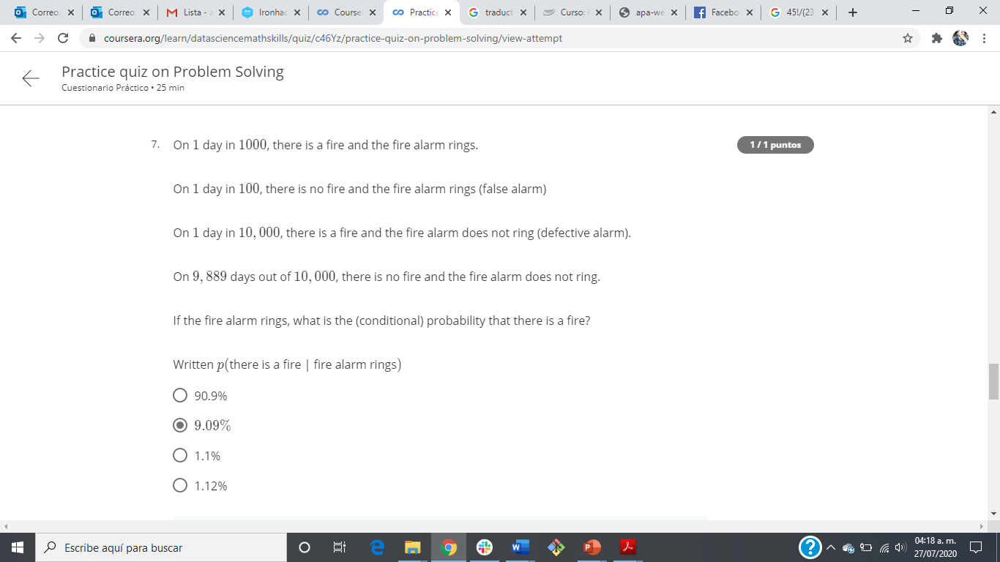 Correo: Correo: Lista - Ironhac Course Practice traduct Curso: apa-we Facebo 45!/(23
coursera.org/learn/datasciencemathskills/quiz/c46Yz/practice-quiz-on-problem-solving/view-attempt
Practice quiz on Problem Solving
Cuestionario Práctico • 25 min
7. On 1 day in 1000, there is a fire and the fire alarm rings.
1 / 1 puntos
On 1 day in 100, there is no fire and the fire alarm rings (false alarm)
On 1 day in 10, 000, there is a fire and the fire alarm does not ring (defective alarm).
On 9, 889 days out of 10, 000, there is no fire and the fire alarm does not ring.
If the fire alarm rings, what is the (conditional) probability that there is a fire?
Written p(there is a fire | fire alarm rings)
90.9%
9.09%
1.1%
1.12%
Escribe aquí para buscar
04:18 a. m.
27/07/2020